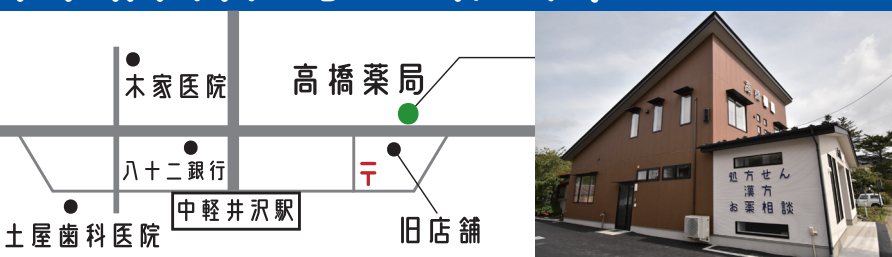 木家医院
高橋薬局
八十二銀行
〒
中軽井沢駅
土屋歯科医院
旧店舗
処方せん
漢方
お薬相談